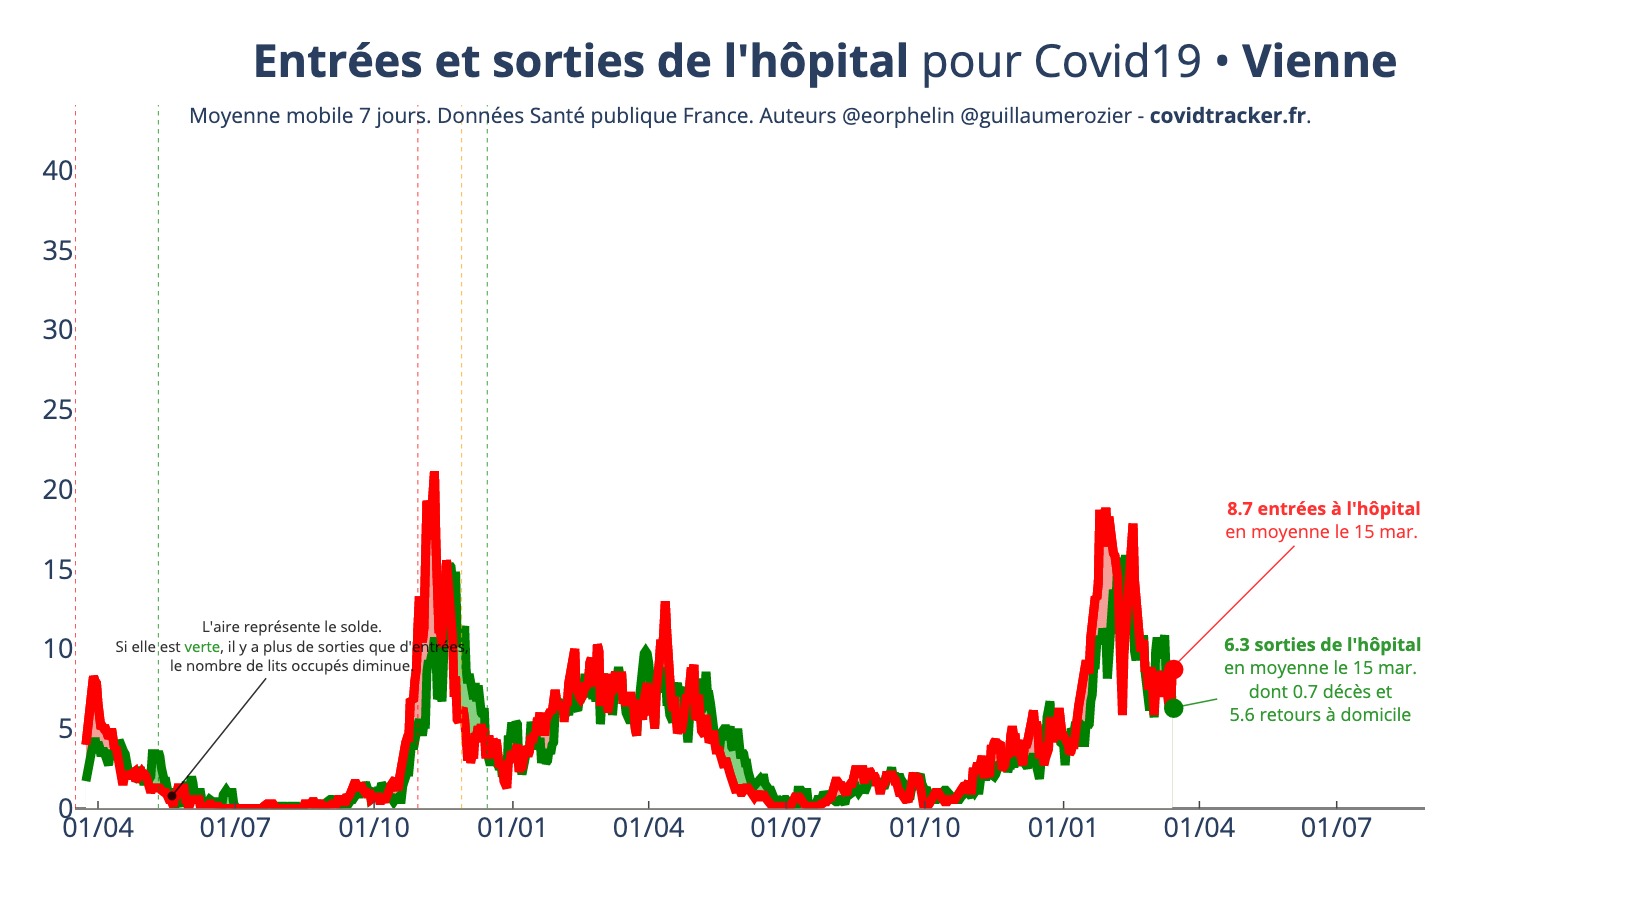 Entrées et sorties de l'hôpital pour Covid19 • Vienne
Moyenne mobile 7 jours. Données Santé publique France. Auteurs @eorphelin @guillaumerozier - covidtracker.fr.
40
35
30
25
20
15
10
5
0
L'aire représente le solde.
Si elle est verte, il y a plus de sorties que d'entrées,
le nombre de lits occupés diminue.
8.7 entrées à l'hôpital
en moyenne le 15 mar.
6.3 sorties de l'hôpital
en moyenne le 15 mar.
dont 0.7 décès et
5.6 retours à domicile
01/04 01/07 01/10 01/01 01/04 01/07 01/10 01/01 01/04 01/07